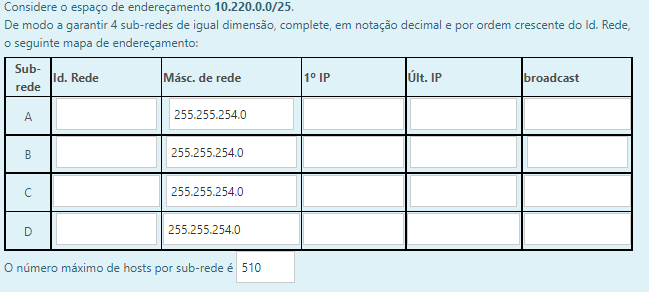 Considere o espaço de endereçamento 10.220.0.0/25.
De modo a garantir 4 sub-redes de igual dimensão, complete, em notação decimal e por ordem crescente do Id. Rede,
o seguinte mapa de endereçamento:
Sub-
rede Id. Rede Másc. de rede 1º IP Últ. IP broadcast
A 255.255.254.0
B 255.255.254.0
C 255.255.254.0
D 255.255.254.0
O número máximo de hosts por sub-rede é 510